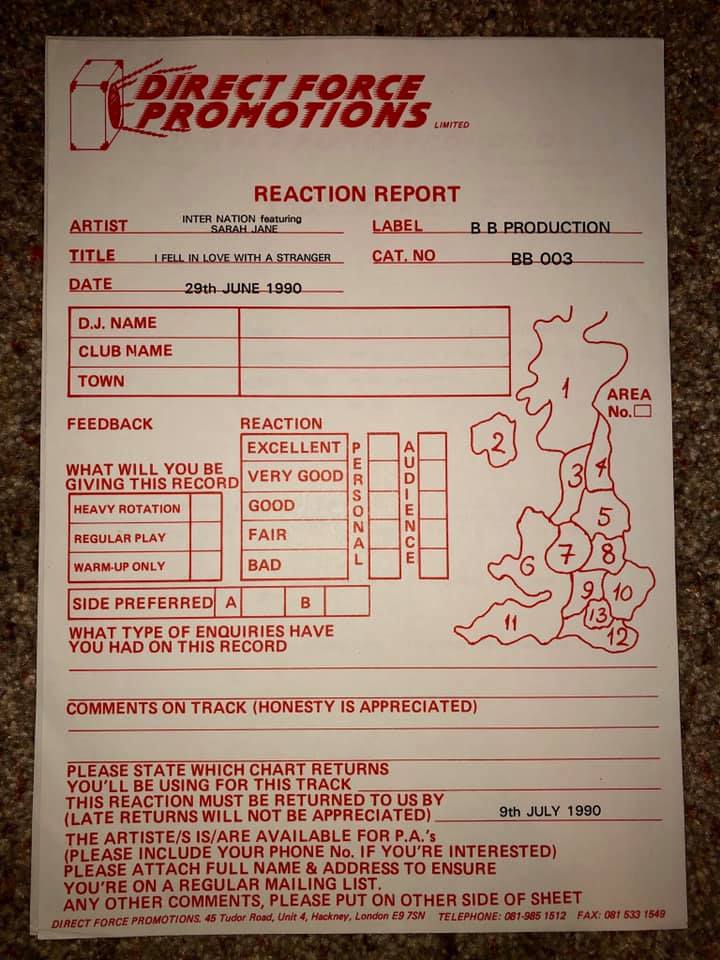 DIRECT FORCE
PROMOTIONS LIMITED
REACTION REPORT
ARTIST INTER NATION featuring
SARAH JANE
LABEL B B PRODUCTION
TITLE I FELL IN LOVE WITH A STRANGER
CAT. NO BB 003
DATE 29th JUNE 1990
D.J. NAME
CLUB NAME
TOWN
AREA
No.
1
2
3
4
5
6
7
8
9
10
11
12
13
FEEDBACK
REACTION
WHAT WILL YOU BE
GIVING THIS RECORD
HEAVY ROTATION
REGULAR PLAY
WARM-UP ONLY
EXCELLENT
VERY GOOD
GOOD
FAIR
BAD
PERSONAL
AUDIENCE
SIDE PREFERRED A B
WHAT TYPE OF ENQUIRIES HAVE
YOU HAD ON THIS RECORD
COMMENTS ON TRACK (HONESTY IS APPRECIATED)
PLEASE STATE WHICH CHART RETURNS
YOU'LL BE USING FOR THIS TRACK
THIS REACTION MUST BE RETURNED TO US BY
(LATE RETURNS WILL NOT BE APPRECIATED) 9th JULY 1990
THE ARTISTE/S IS/ARE AVAILABLE FOR P.A.'s
(PLEASE INCLUDE YOUR PHONE No. IF YOU'RE INTERESTED)
PLEASE ATTACH FULL NAME & ADDRESS TO ENSURE
YOU'RE ON A REGULAR MAILING LIST.
ANY OTHER COMMENTS, PLEASE PUT ON OTHER SIDE OF SHEET
DIRECT FORCE PROMOTIONS. 45 Tudor Road, Unit 4, Hackney, London E9 7SN TELEPHONE: 081-985 1512 FAX: 081 533 1549